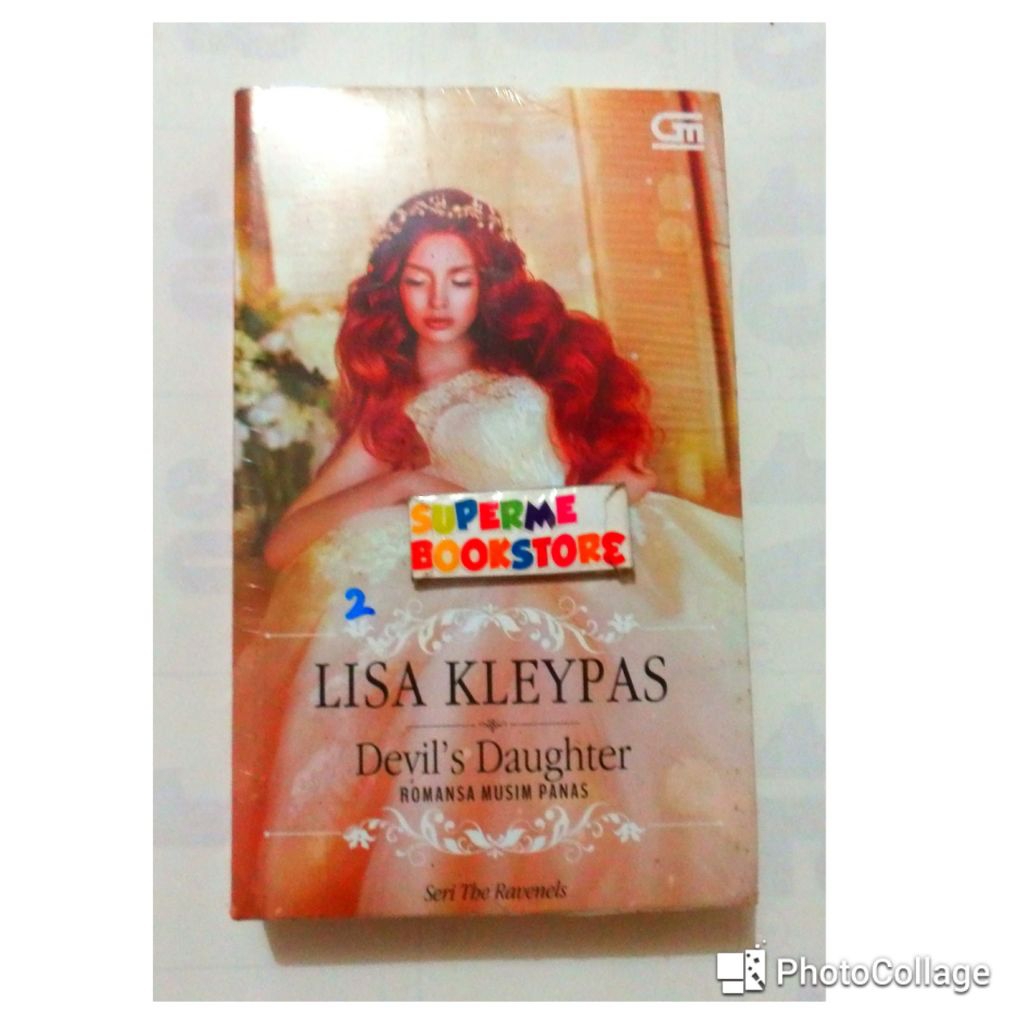 Gm
SUPERME
BOOKSTORE
2
LISA KLEYPAS
Devil's Daughter
ROMANSA MUSIM PANAS
Seri The Ravenels
PhotoCollage